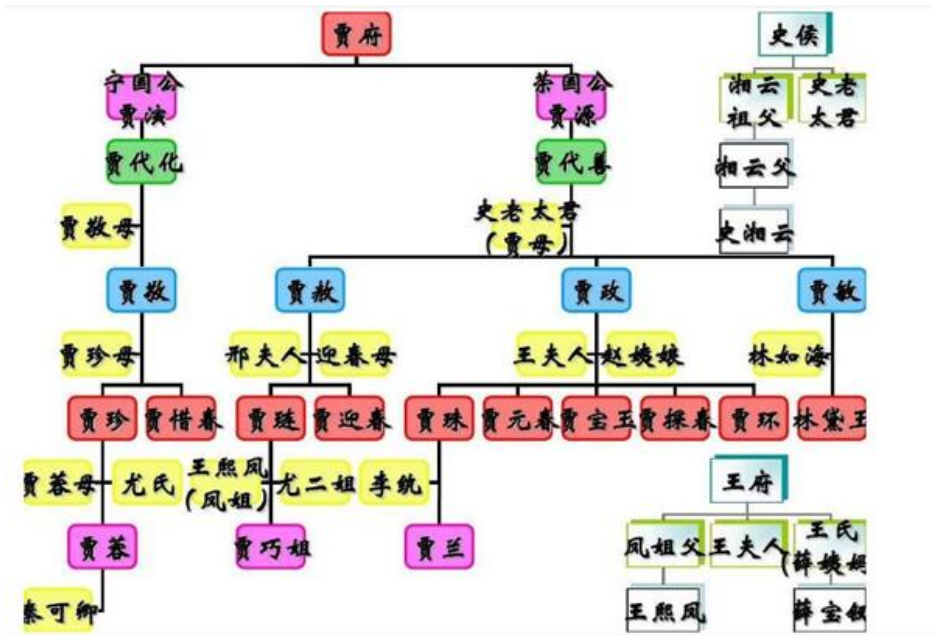 贾府
史侯
宁国公
贾演
荣国公
贾源
湘云
祖父
史老
太君
贾代化
贾代善
湘云父
贾敬母
史老太君
(贾母)
史湘云
贾敬
贾赦
贾政
贾敏
贾珍母
邢夫人
迎春母
王夫人
赵姨娘
林如海
贾珍
贾惜春
贾琏
贾迎春
贾珠
贾元春
贾宝玉
贾探春
贾环
林黛玉
贾蓉母
尤氏
王熙凤
(凤姐)
尤二姐
李纨
王府
贾蓉
贾巧姐
贾兰
凤姐父
王夫人
王氏
(薛姨妈
秦可卿
王熙凤
薛宝钗